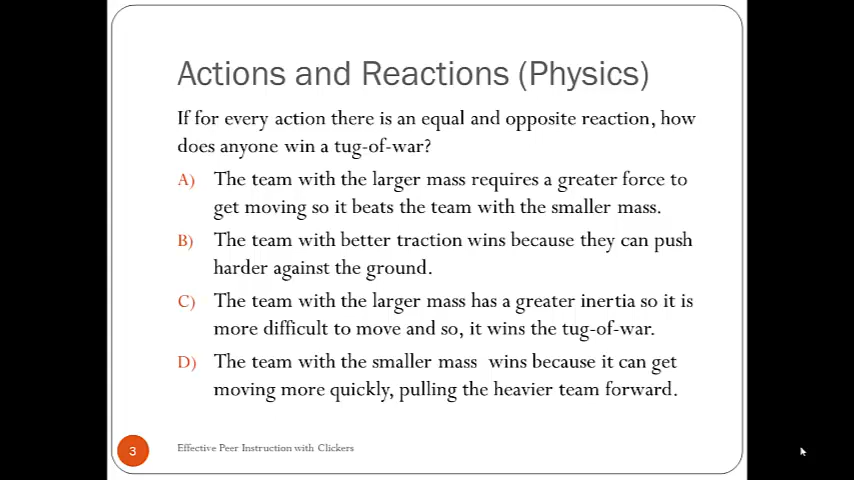 Actions and Reactions (Physics)
If for every action there is an equal and opposite reaction, how
does anyone win a tug-of-war?
A) The team with the larger mass requires a greater force to
get moving so it beats the team with the smaller mass.
B) The team with better traction wins because they can push
harder against the ground.
C) The team with the larger mass has a greater inertia so it is
more difficult to move and so, it wins the tug-of-war.
D) The team with the smaller mass wins because it can get
moving more quickly, pulling the heavier team forward.
3 Effective Peer Instruction with Clickers